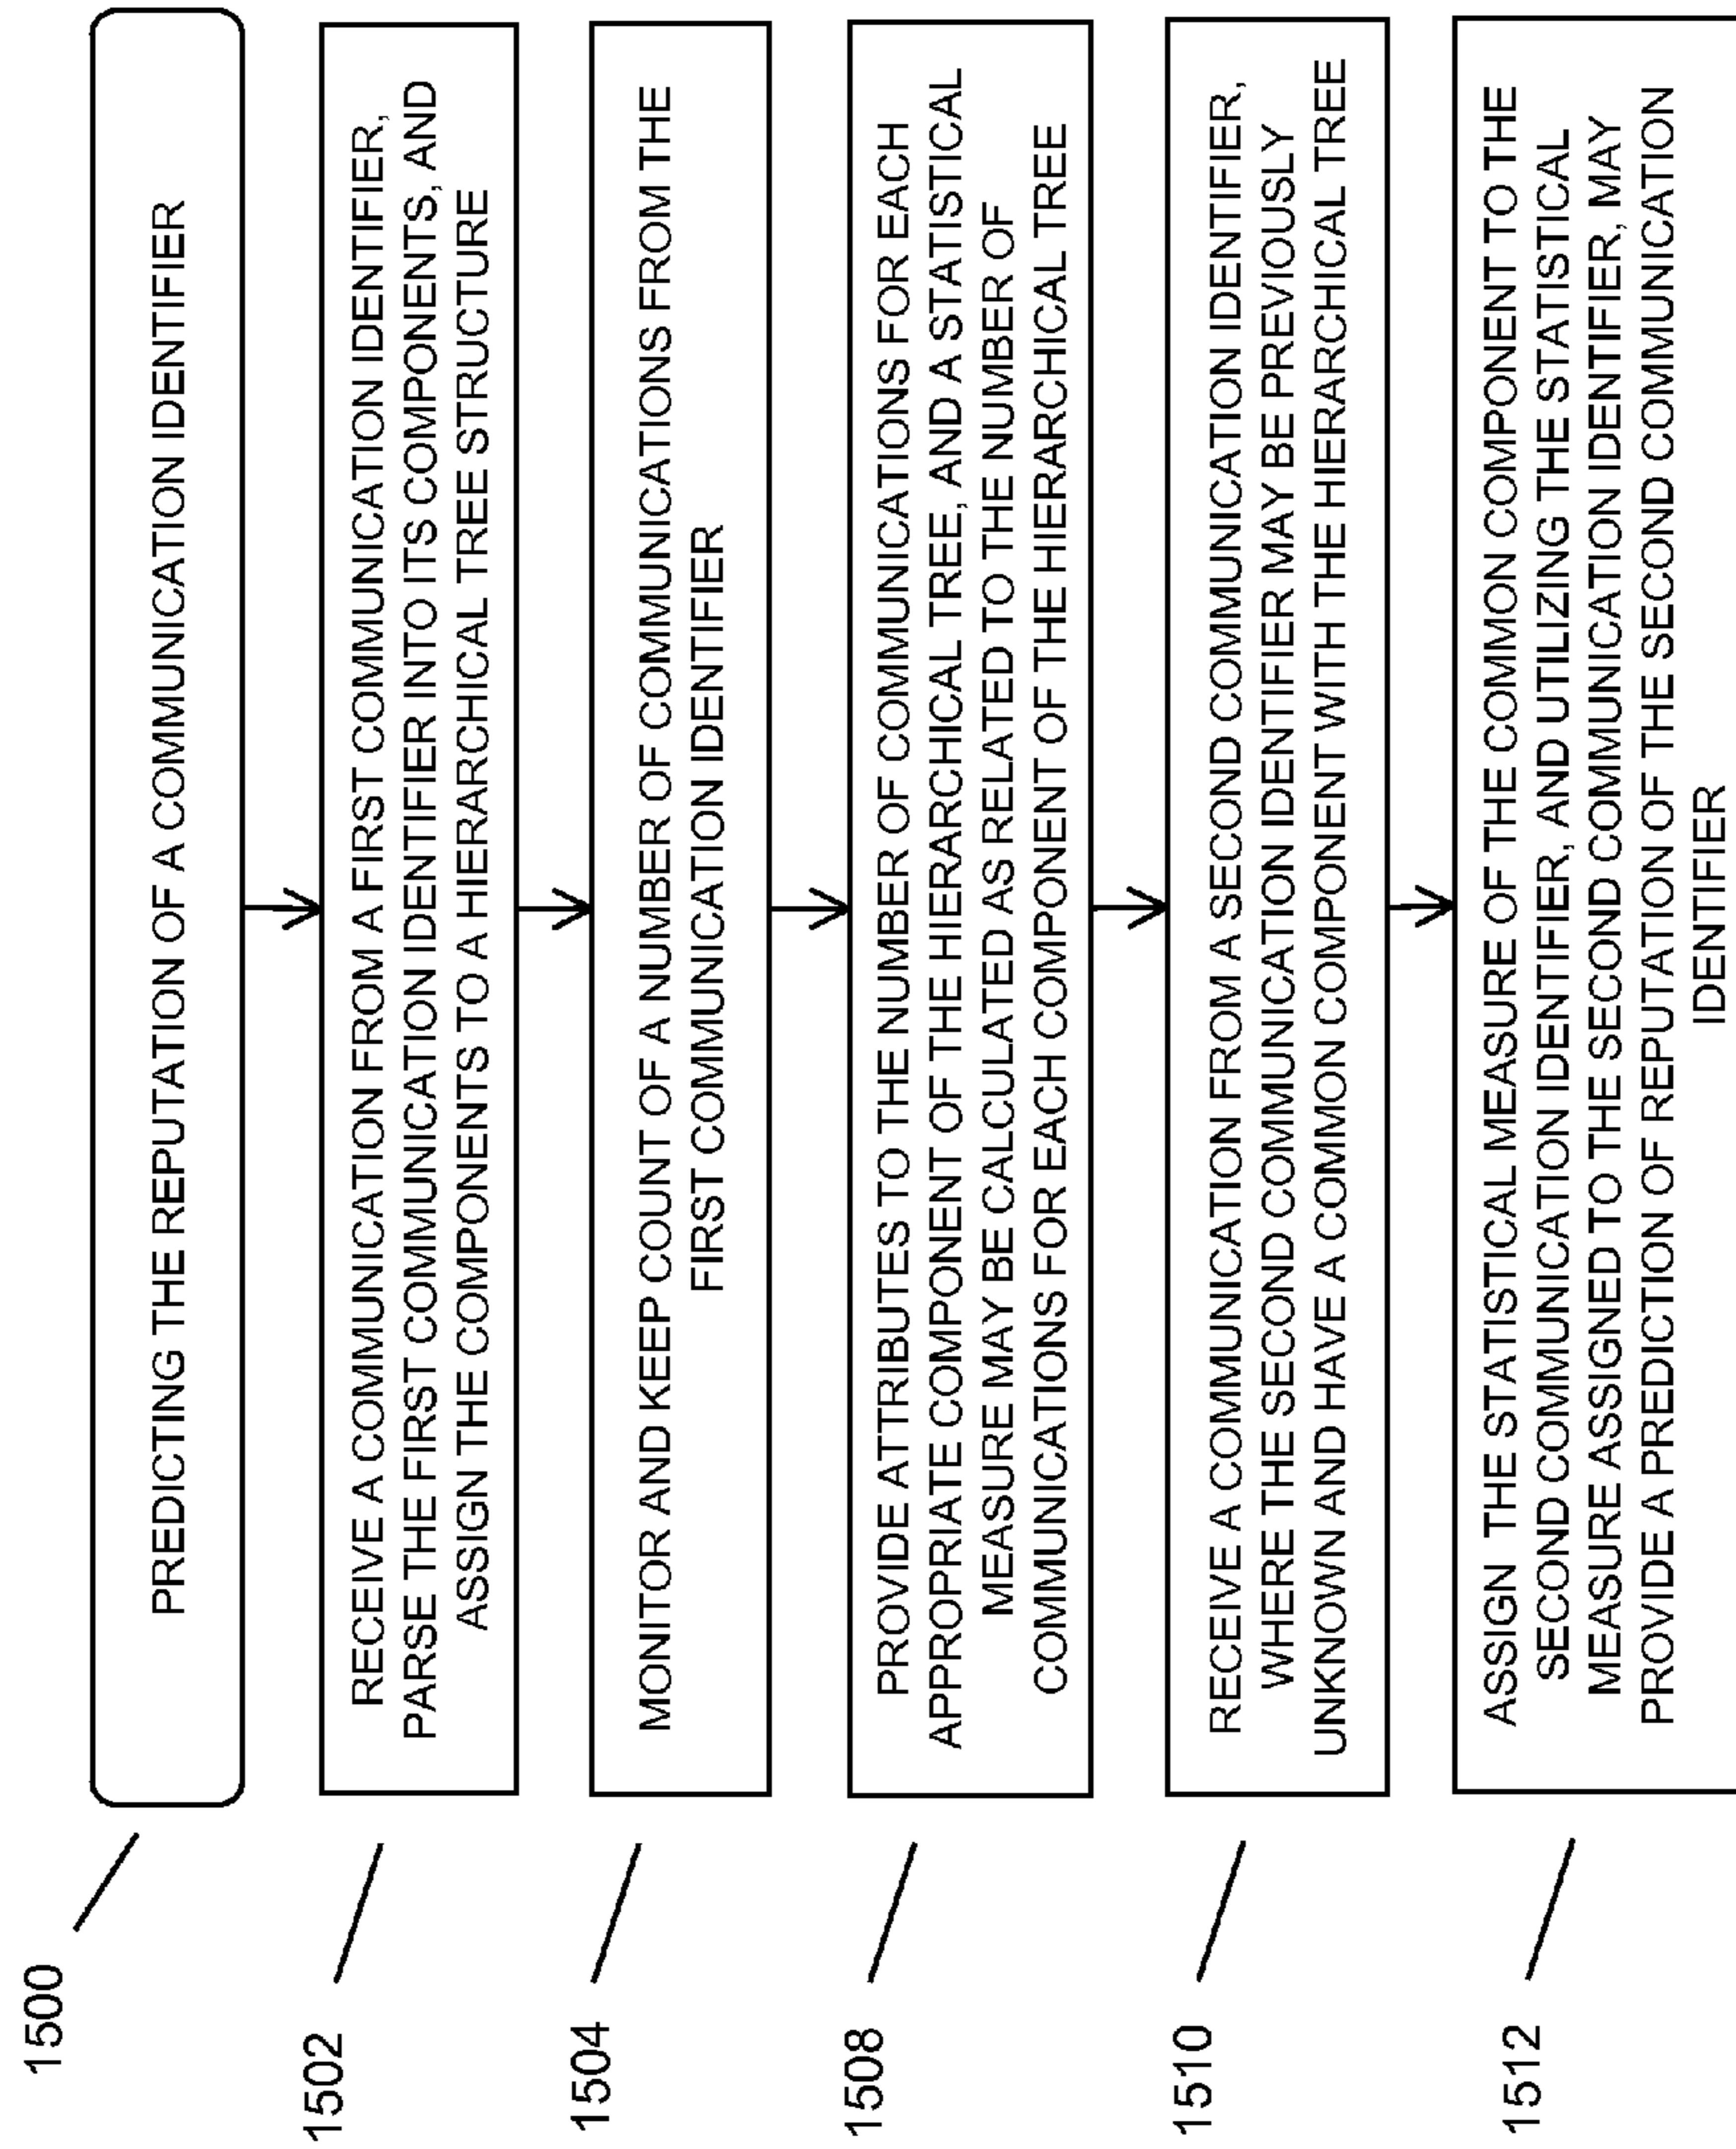 1500
PREDICTING THE REPUTATION OF A COMMUNICATION IDENTIFIER
1502
RECEIVE A COMMUNICATION FROM A FIRST COMMUNICATION IDENTIFIER,
PARSE THE FIRST COMMUNICATION IDENTIFIER INTO ITS COMPONENTS, AND
ASSIGN THE COMPONENTS TO A HIERARCHICAL TREE STRUCTURE
1504
MONITOR AND KEEP COUNT OF A NUMBER OF COMMUNICATIONS FROM THE
FIRST COMMUNICATION IDENTIFIER
1508
PROVIDE ATTRIBUTES TO THE NUMBER OF COMMUNICATIONS FOR EACH
APPROPRIATE COMPONENT OF THE HIERARCHICAL TREE, AND A STATISTICAL
MEASURE MAY BE CALCULATED AS RELATED TO THE NUMBER OF
COMMUNICATIONS FOR EACH COMPONENT OF THE HIERARCHICAL TREE
1510
RECEIVE A COMMUNICATION FROM A SECOND COMMUNICATION IDENTIFIER,
WHERE THE SECOND COMMUNICATION IDENTIFIER MAY BE PREVIOUSLY
UNKNOWN AND HAVE A COMMON COMPONENT WITH THE HIERARCHICAL TREE
1512
ASSIGN THE STATISTICAL MEASURE OF THE COMMON COMPONENT TO THE
SECOND COMMUNICATION IDENTIFIER, AND UTILIZING THE STATISTICAL
MEASURE ASSIGNED TO THE SECOND COMMUNICATION IDENTIFIER, MAY
PROVIDE A PREDICTION OF REPUTATION OF THE SECOND COMMUNICATION
IDENTIFIER